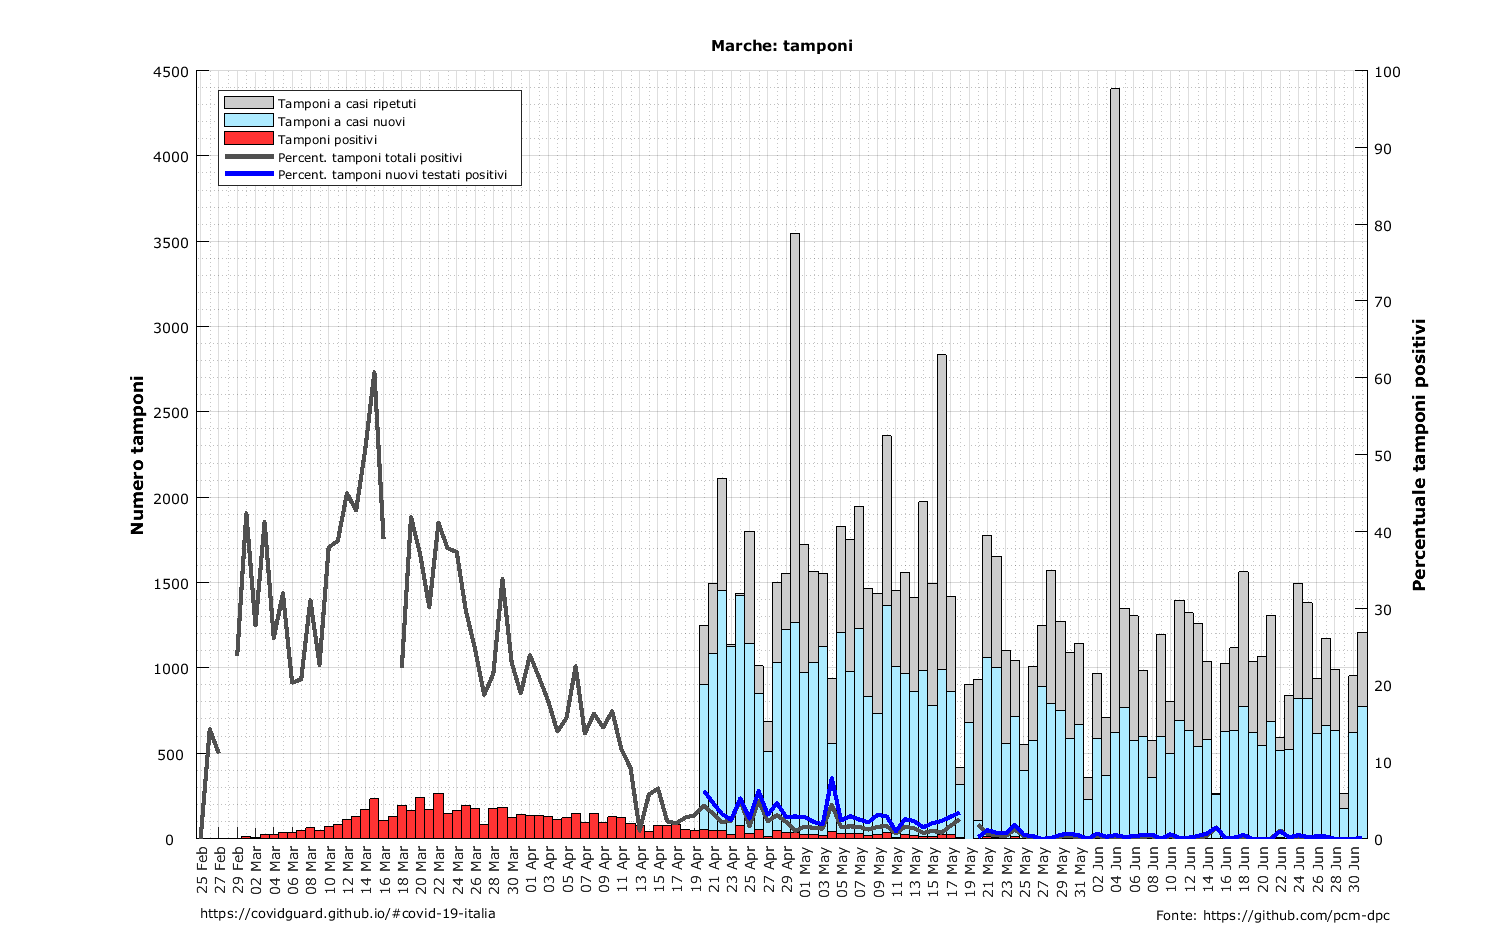 Marche: tamponi
4500
4000
3500
3000
2500
2000
1500
1000
500
0
Numero tamponi
Tamponi a casi ripetuti
Tamponi a casi nuovi
Tamponi positivi
Percent. tamponi totali positivi
Percent. tamponi nuovi testati positivi
100
90
80
70
60
50
40
30
20
10
0
Percentuale tamponi positivi
25 Feb
27 Feb
29 Feb
02 Mar
04 Mar
06 Mar
08 Mar
10 Mar
12 Mar
14 Mar
16 Mar
18 Mar
20 Mar
22 Mar
24 Mar
26 Mar
28 Mar
30 Mar
01 Apr
03 Apr
05 Apr
07 Apr
09 Apr
11 Apr
13 Apr
15 Apr
17 Apr
19 Apr
21 Apr
23 Apr
25 Apr
27 Apr
29 Apr
01 May
03 May
05 May
07 May
09 May
11 May
13 May
15 May
17 May
19 May
21 May
23 May
25 May
27 May
29 May
31 May
02 Jun
04 Jun
06 Jun
08 Jun
10 Jun
12 Jun
14 Jun
16 Jun
18 Jun
20 Jun
22 Jun
24 Jun
26 Jun
28 Jun
30 Jun
https://covidguard.github.io/#covid-19-italia
Fonte: https://github.com/pcm-dpc